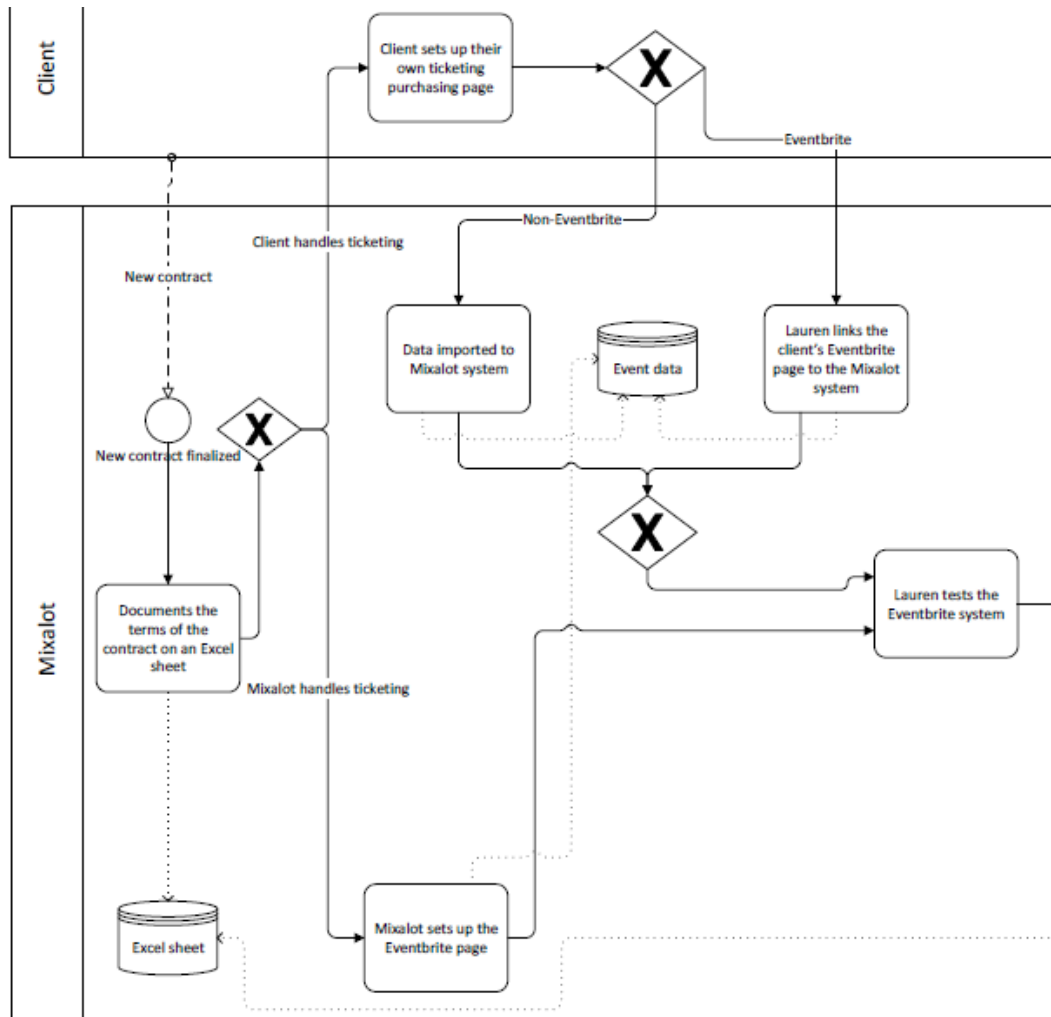 Client
Client sets up their
own ticketing
purchasing page
X
Eventbrite
Mixalot
Non-Eventbrite
Client handles ticketing
New contract
Data imported to
Mixalot system
Event data
Lauren links the
client's Eventbrite
page to the Mixalot
system
X
New contract finalized
X
Documents the
terms of the
contract on an Excel
sheet
Lauren tests the
Eventbrite system
Mixalot handles ticketing
Excel sheet
Mixalot sets up the
Eventbrite page